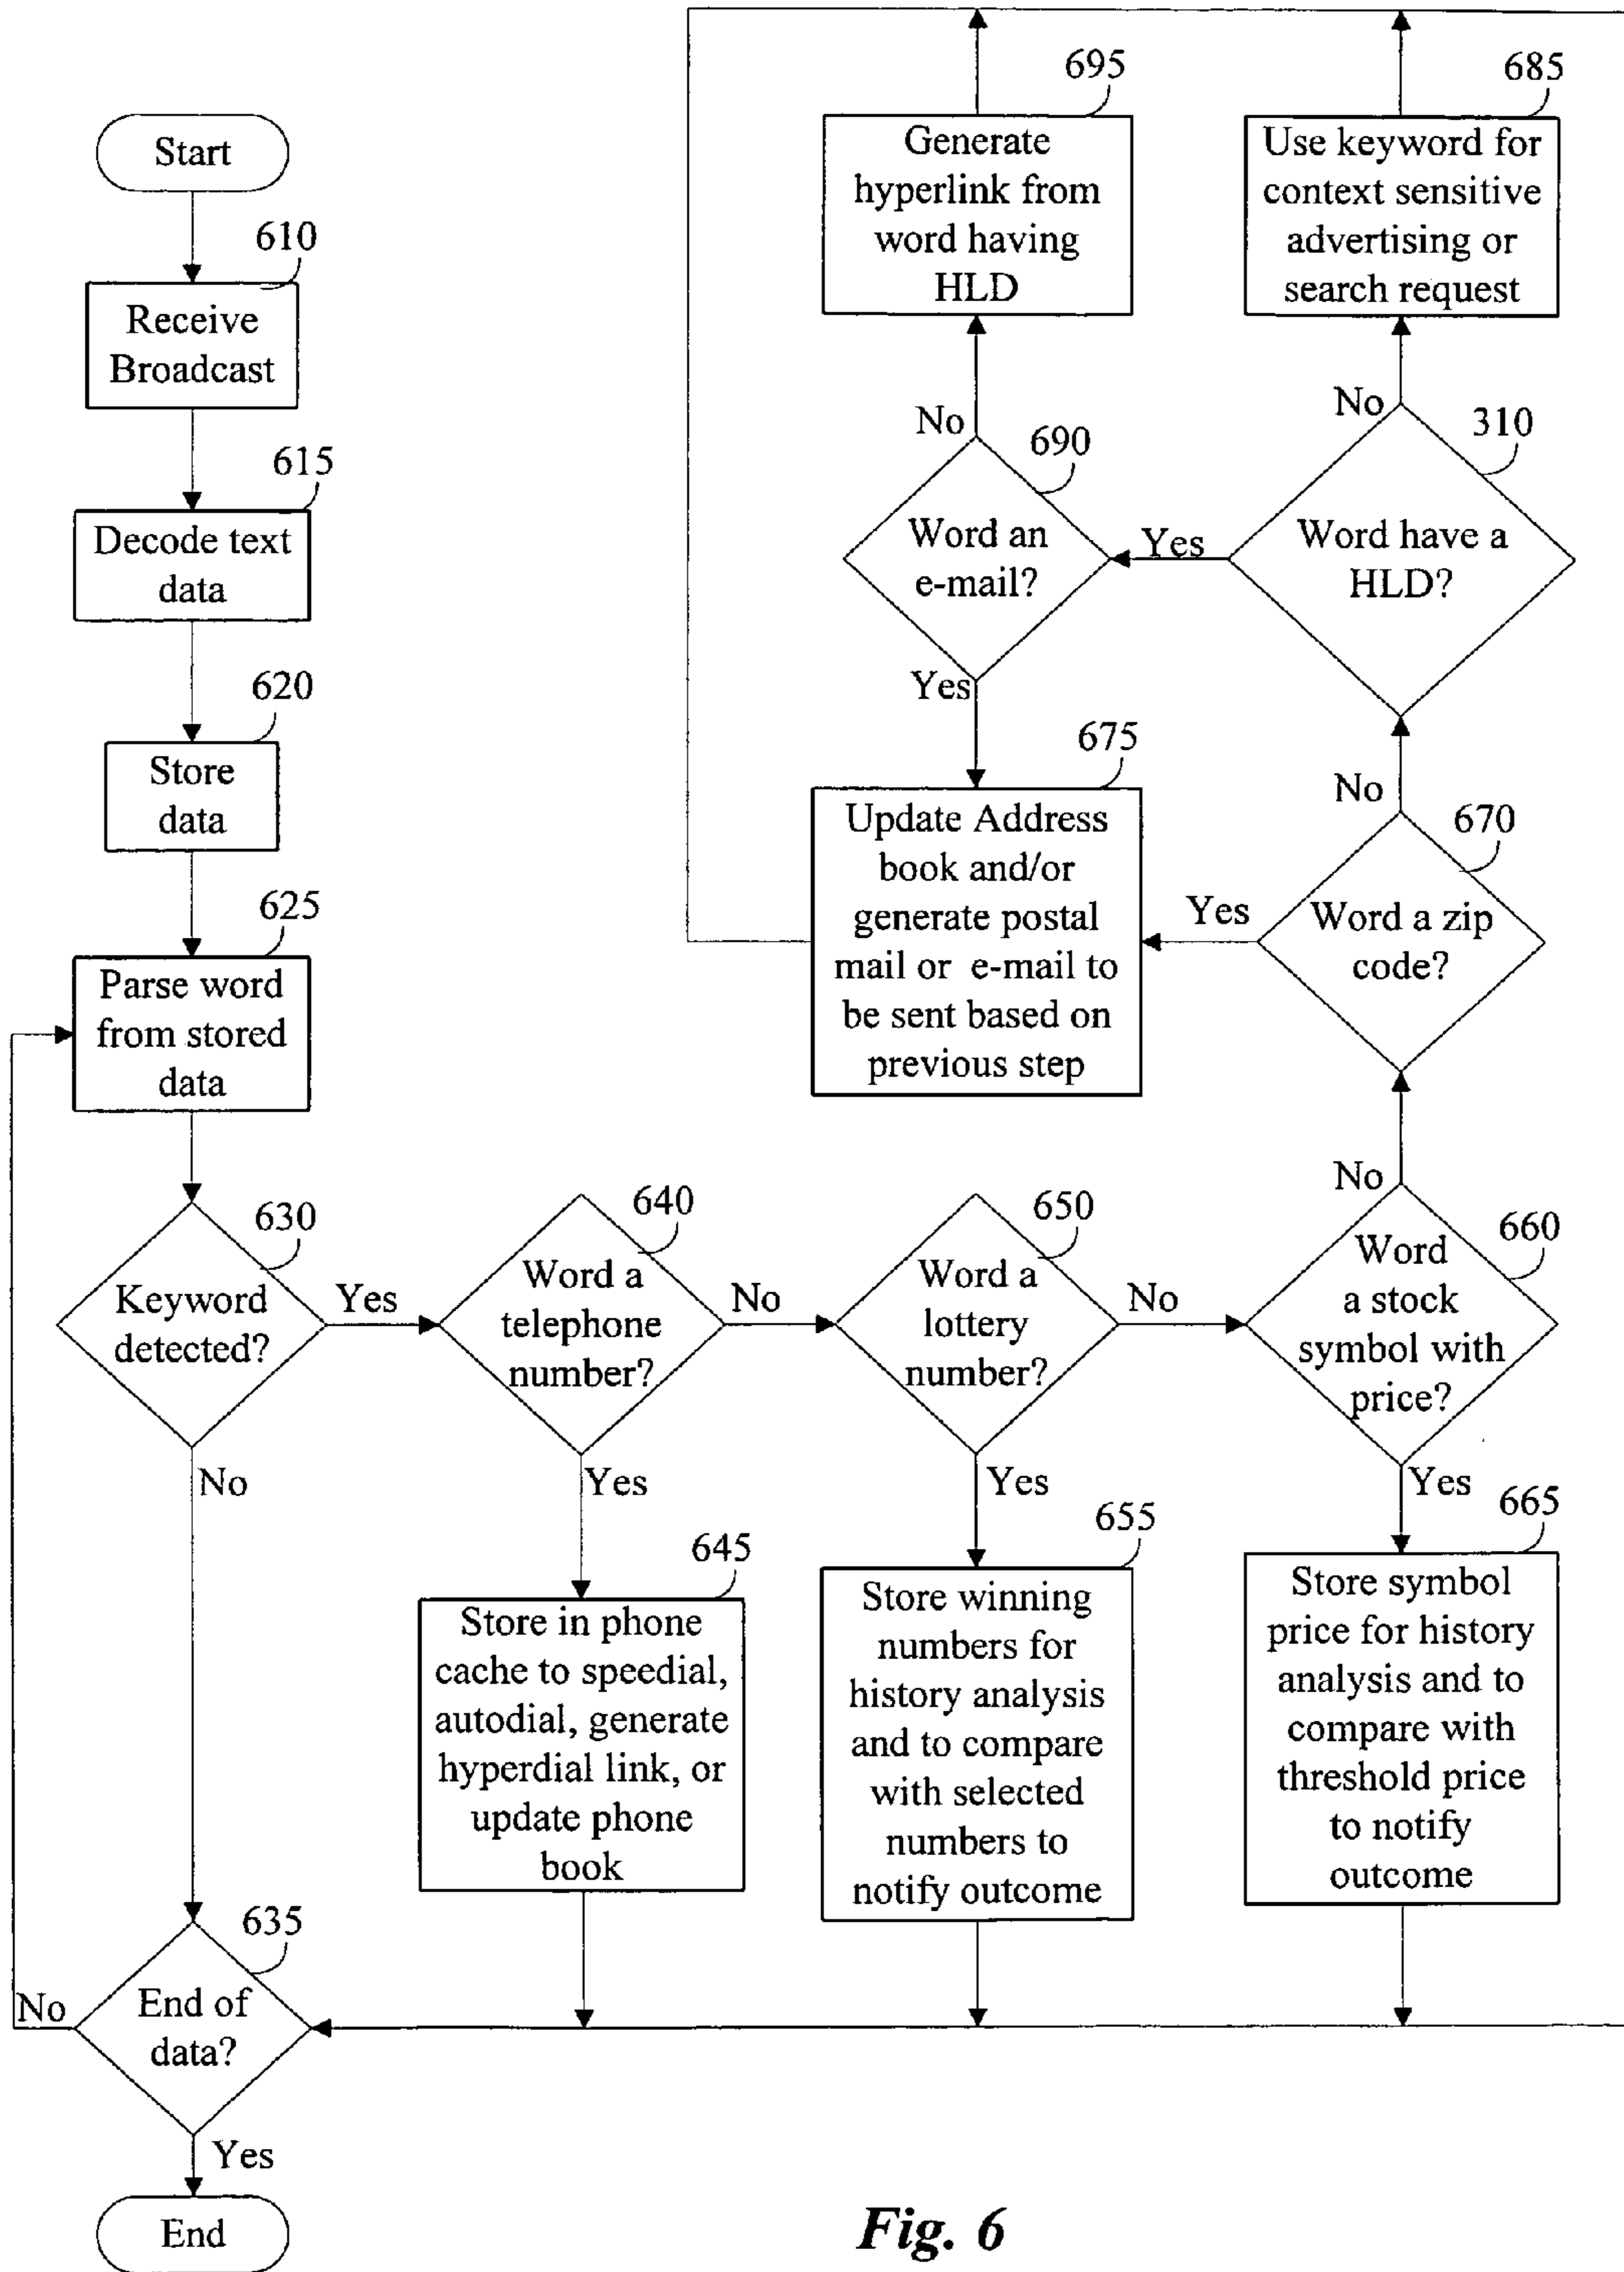 Start
610
Receive
Broadcast
615
Decode text
data
620
Store
data
625
Parse word
from stored
data
630
Keyword
detected?
Yes
No
635
End of
data?
No
Yes
End
640
Word a
telephone
number?
No
Yes
645
Store in phone
cache to speedial,
autodial, generate
hyperdial link, or
update phone
book
650
Word a
lottery
number?
No
Yes
655
Store winning
numbers for
history analysis
and to compare
with selected
numbers to
notify outcome
660
Word
a stock
symbol with
price?
No
Yes
665
Store symbol
price for history
analysis and to
compare with
threshold price
to notify
outcome
670
Word a zip
code?
Yes
No
675
Update Address
book and/or
generate postal
mail or e-mail to
be sent based on
previous step
310
Word have a
HLD?
Yes
No
685
Use keyword for
context sensitive
advertising or
search request
690
Word an
e-mail?
Yes
No
695
Generate
hyperlink from
word having
HLD
Fig. 6